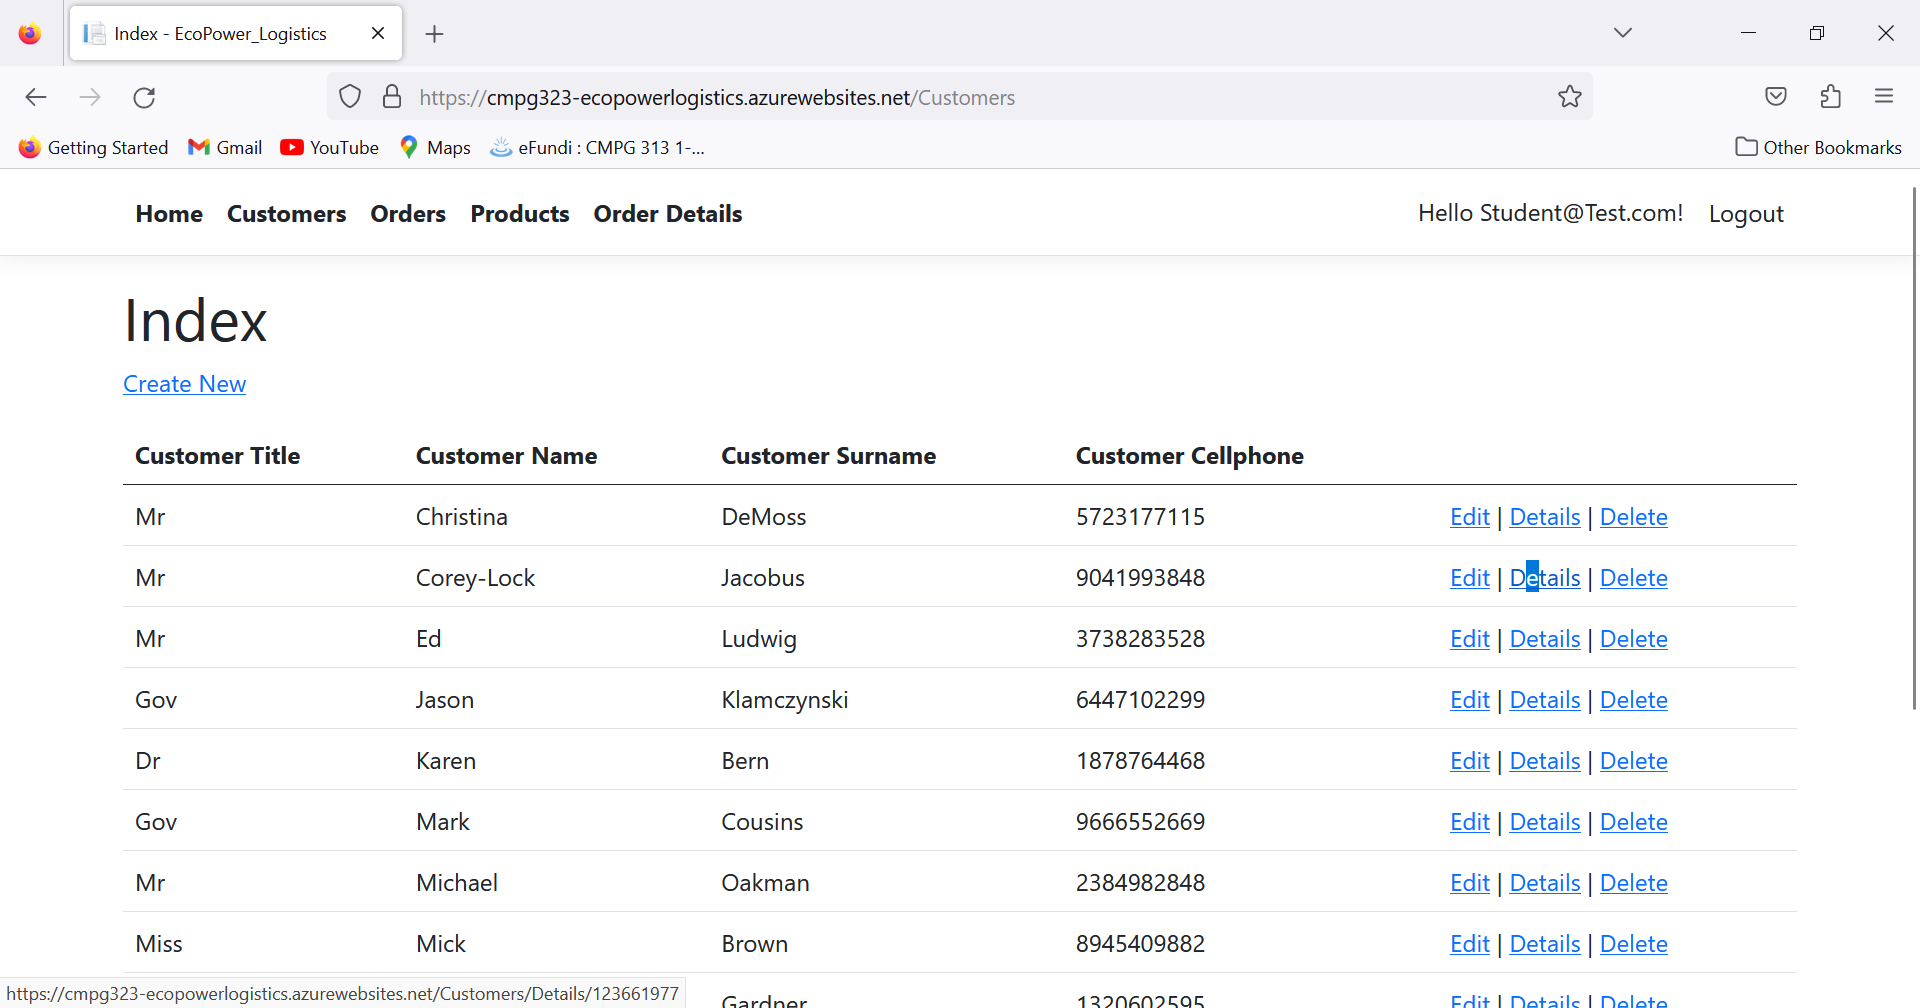 Index - EcoPower_Logistics
https://cmpg323-ecopowerlogistics.azurewebsites.net/Customers
Getting Started Gmail YouTube Maps eFundi : CMPG 313 1-... Other Bookmarks
Home Customers Orders Products Order Details Hello Student@Test.com! Logout
Index
Create New
Customer Title Customer Name Customer Surname Customer Cellphone
Mr Christina DeMoss 5723177115 Edit | Details | Delete
Mr Corey-Lock Jacobus 9041993848 Edit | Details | Delete
Mr Ed Ludwig 3738283528 Edit | Details | Delete
Gov Jason Klamczynski 6447102299 Edit | Details | Delete
Dr Karen Bern 1878764468 Edit | Details | Delete
Gov Mark Cousins 9666552669 Edit | Details | Delete
Mr Michael Oakman 2384982848 Edit | Details | Delete
Miss Mick Brown 8945409882 Edit | Details | Delete
Gardner 1320602595 Edit | Details | Delete
https://cmpg323-ecopowerlogistics.azurewebsites.net/Customers/Details/123661977